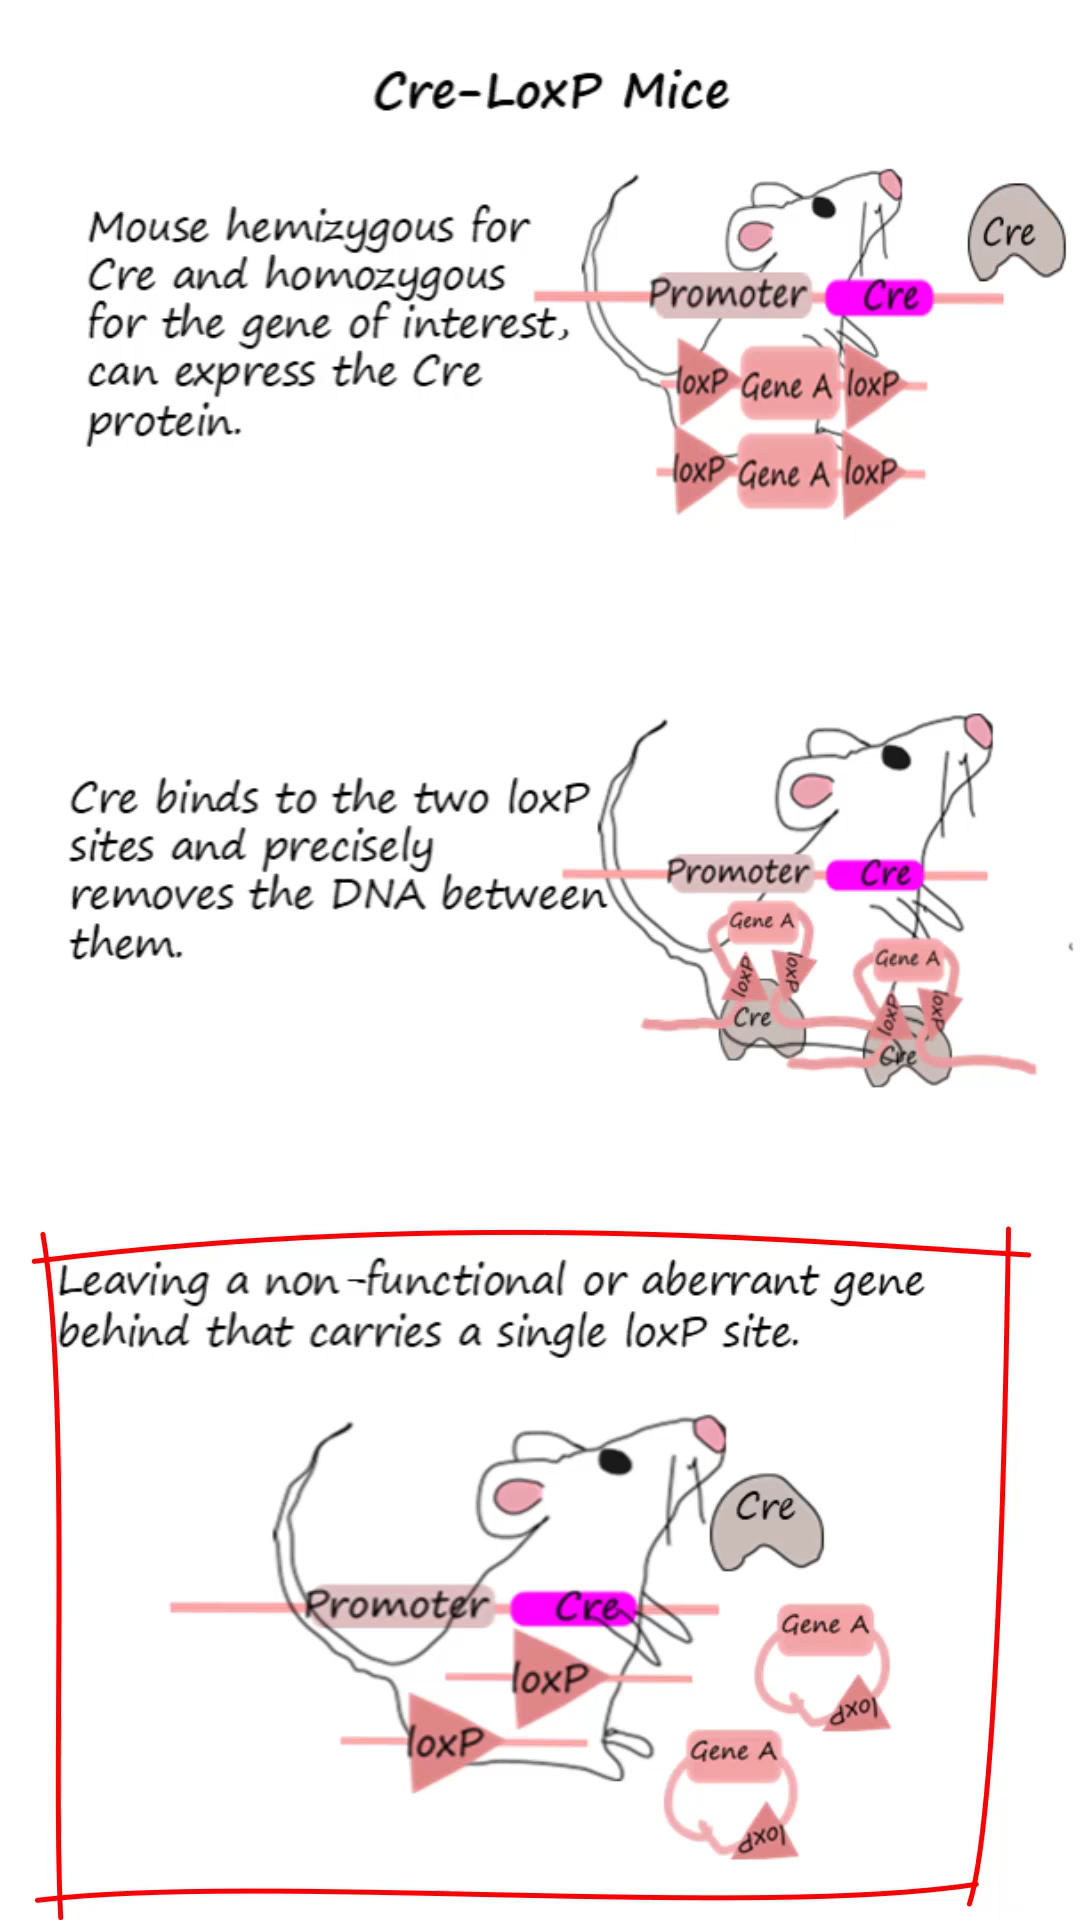 Cre-LoxP Mice
Mouse hemizygous for
Cre and homozygous
for the gene of interest,
can express the Cre
protein.
Cre
Promoter Cre
loxP Gene A loxP
loxP Gene A loxP
Cre binds to the two loxP
sites and precisely
removes the DNA between
them.
Promoter Cre
Gene A
loxP loxP
Cre
Gene A
loxP loxP
Cre
Leaving a non-functional or aberrant gene
behind that carries a single loxP site.
Cre
Promoter Cre
Gene A
loxP
loxP
loxP
Gene A
loxP